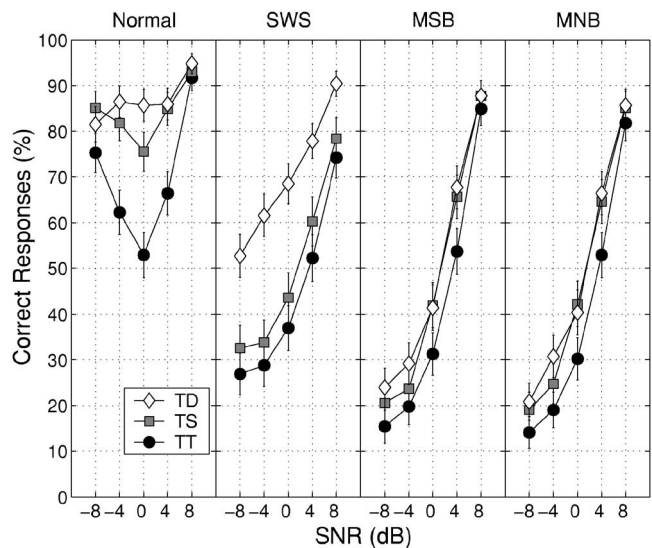 Normal SWS MSB MNB
100
90
80
70
60
50
40
30
20
10
0
Correct Responses (%)
TD
TS
TT
−8 −4 0 4 8 −8 −4 0 4 8 −8 −4 0 4 8 −8 −4 0 4 8
SNR (dB)